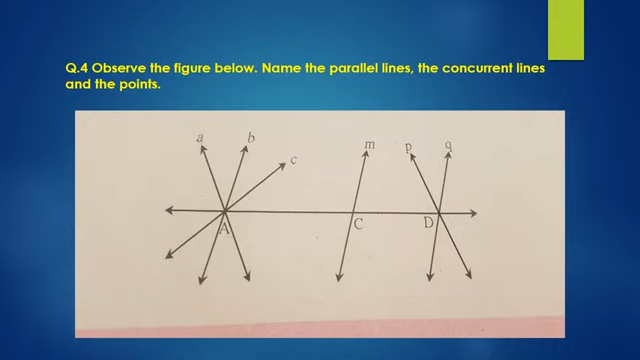 Q.4 Observe the figure below. Name the parallel lines, the concurrent lines
and the points.
a b c m p q
A C D